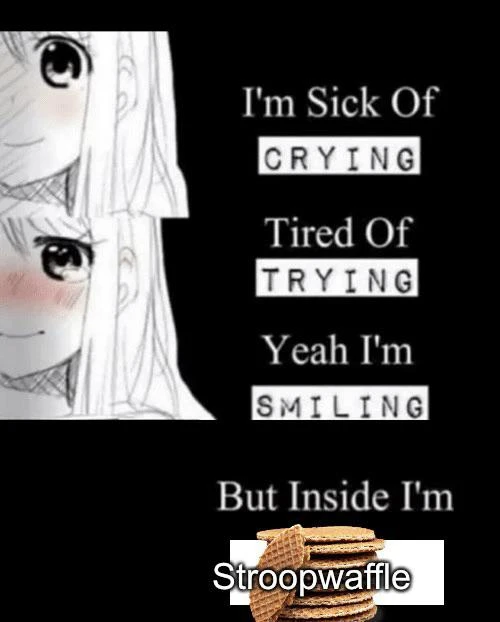 I'm Sick Of
CRYING
Tired Of
TRYING
Yeah I'm
SMILING
But Inside I'm
Stroopwaffle